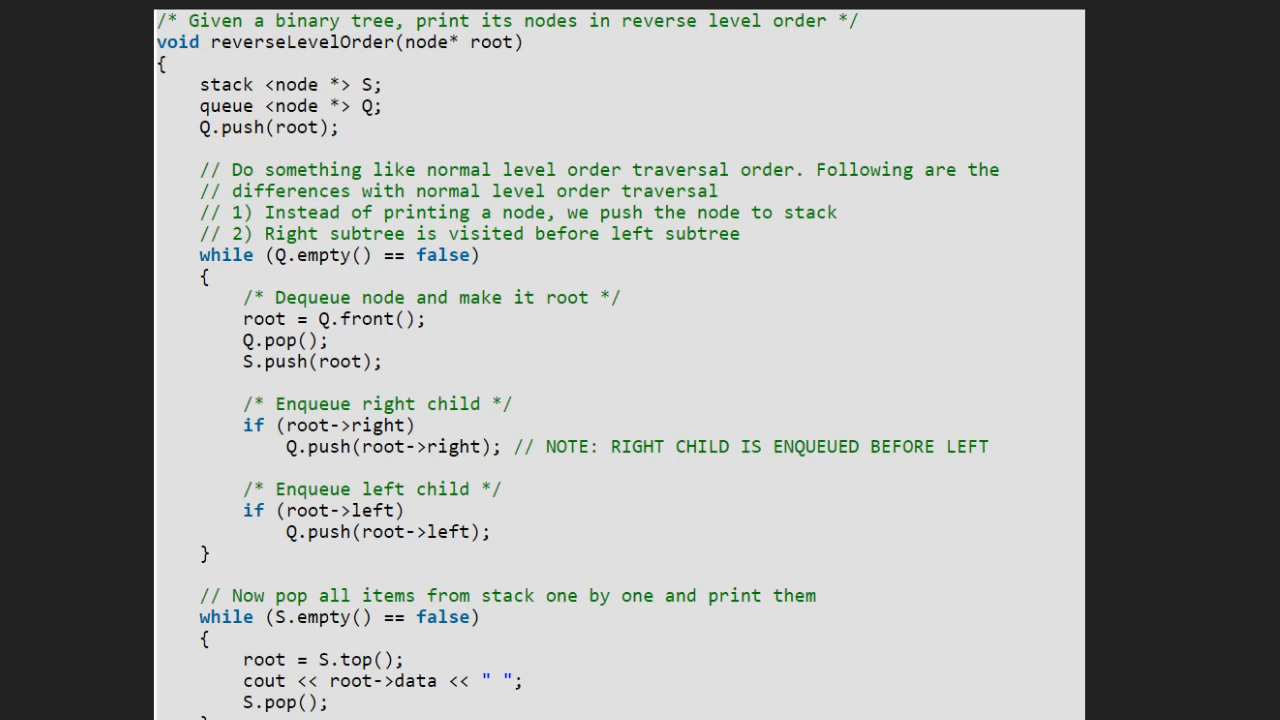 /* Given a binary tree, print its nodes in reverse level order */
void reverseLevelOrder(node* root)
{
    stack <node *> S;
    queue <node *> Q;
    Q.push(root);

    // Do something like normal level order traversal order. Following are the
    // differences with normal level order traversal
    // 1) Instead of printing a node, we push the node to stack
    // 2) Right subtree is visited before left subtree
    while (Q.empty() == false)
    {
        /* Dequeue node and make it root */
        root = Q.front();
        Q.pop();
        S.push(root);

        /* Enqueue right child */
        if (root->right)
            Q.push(root->right); // NOTE: RIGHT CHILD IS ENQUEUED BEFORE LEFT

        /* Enqueue left child */
        if (root->left)
            Q.push(root->left);
    }

    // Now pop all items from stack one by one and print them
    while (S.empty() == false)
    {
        root = S.top();
        cout << root->data << " ";
        S.pop();
    }